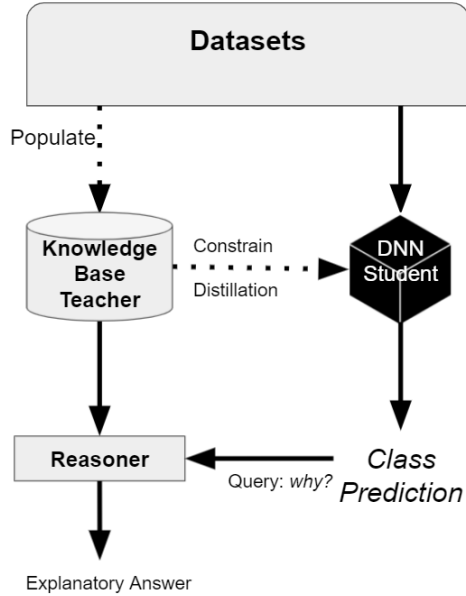 Datasets
Populate
Knowledge
Base
Teacher
Constrain
Distillation
DNN
Student
Reasoner
Query: why?
Class
Prediction
Explanatory Answer